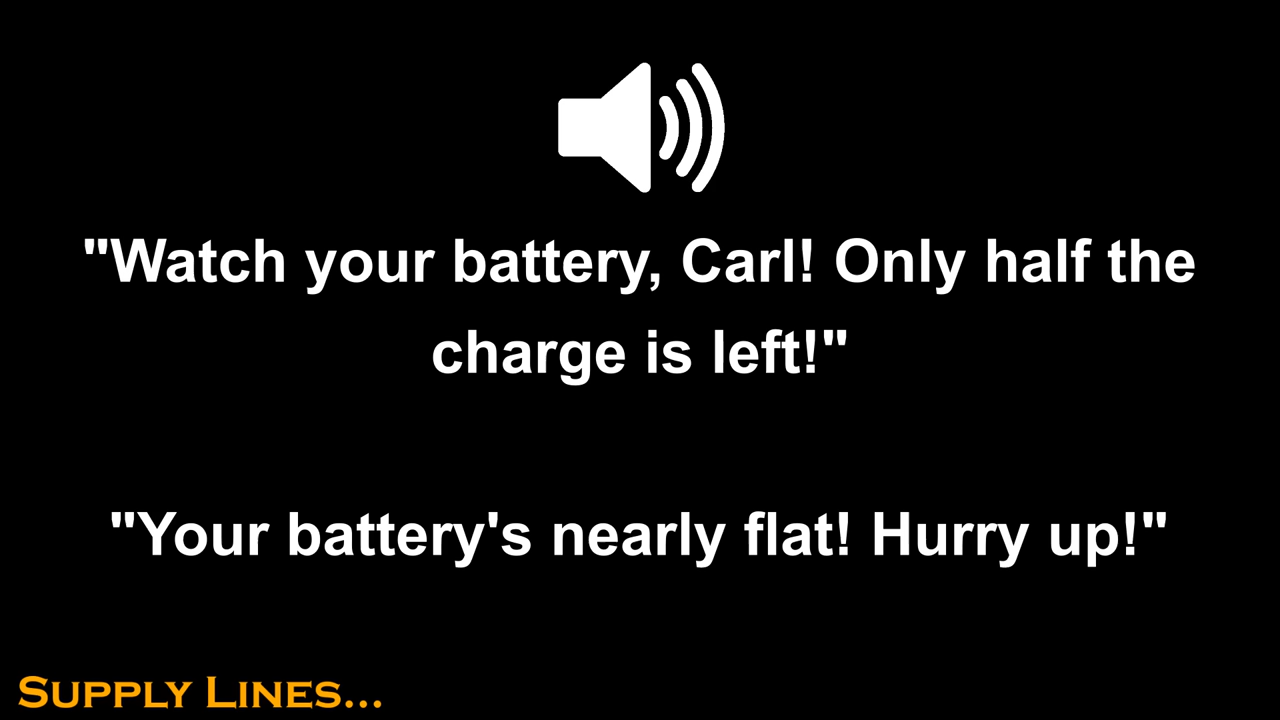 "Watch your battery, Carl! Only half the
charge is left!"
"Your battery's nearly flat! Hurry up!"
Supply Lines...